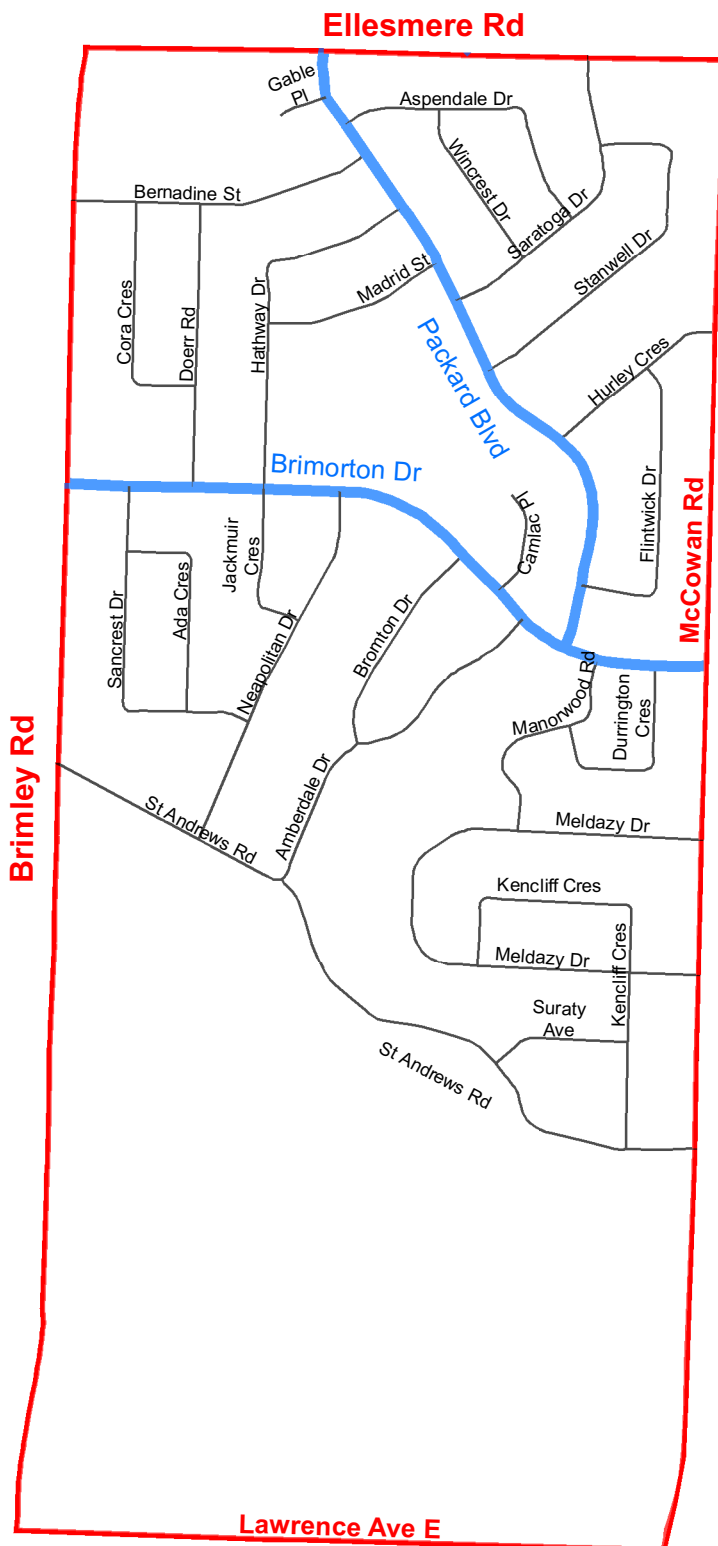 Ellesmere Rd
Gable
Pl
Aspendale Dr
Wincrest Dr
Bernadine St
Saratoga Dr
Stanwell Dr
Madrid St
Cora Cres
Doerr Rd
Hathway Dr
Packard Blvd
Hurley Cres
Brimorton Dr
Flintwick Dr
McCowan Rd
Camlac Pl
Jackmuir
Cres
Sancrest Dr
Ada Cres
Neapolitan Dr
Bromton Dr
Manorwood Rd
Durrington
Cres
Brimley Rd
St Andrews Rd
Amberdale Dr
Meldazy Dr
Kencliff Cres
Kencliff Cres
Meldazy Dr
Suraty
Ave
St Andrews Rd
Lawrence Ave E